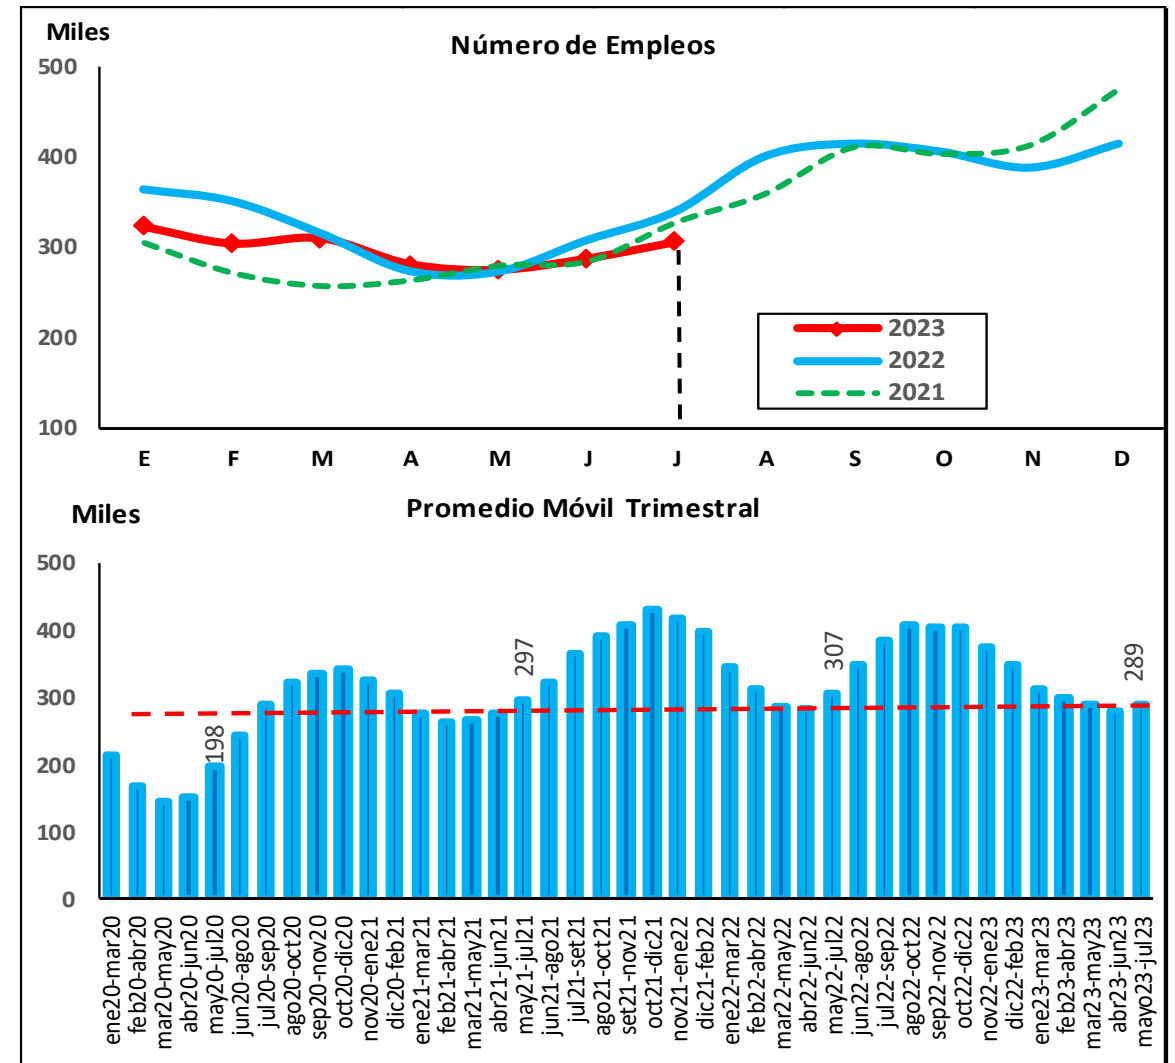 Miles
Número de Empleos
500
400
300
200
100
2023
2022
2021
E F M A M J J A S O N D
Miles
Promedio Móvil Trimestral
500
400
300
200
100
0
198
297
307
289
ene20-mar20
feb20-abr20
mar20-may20
abr20-jun20
may20-jul20
jun20-ago20
jul20-sep20
ago20-oct20
sep20-nov20
oct20-dic20
nov20-ene21
dic20-feb21
ene21-mar21
feb21-abr21
mar21-may21
abr21-jun21
may21-jul21
jun21-ago21
jul21-set21
ago21-oct21
set21-nov21
oct21-dic21
nov21-ene22
dic21-feb22
ene22-mar22
feb22-abr22
mar22-may22
abr22-jun22
may22-jul22
jun22-ago22
jul22-sep22
ago22-oct22
sep22-nov22
oct22-dic22
nov22-ene23
dic22-feb23
ene23-mar23
feb23-abr23
mar23-may23
abr23-jun23
mayo23-jul23